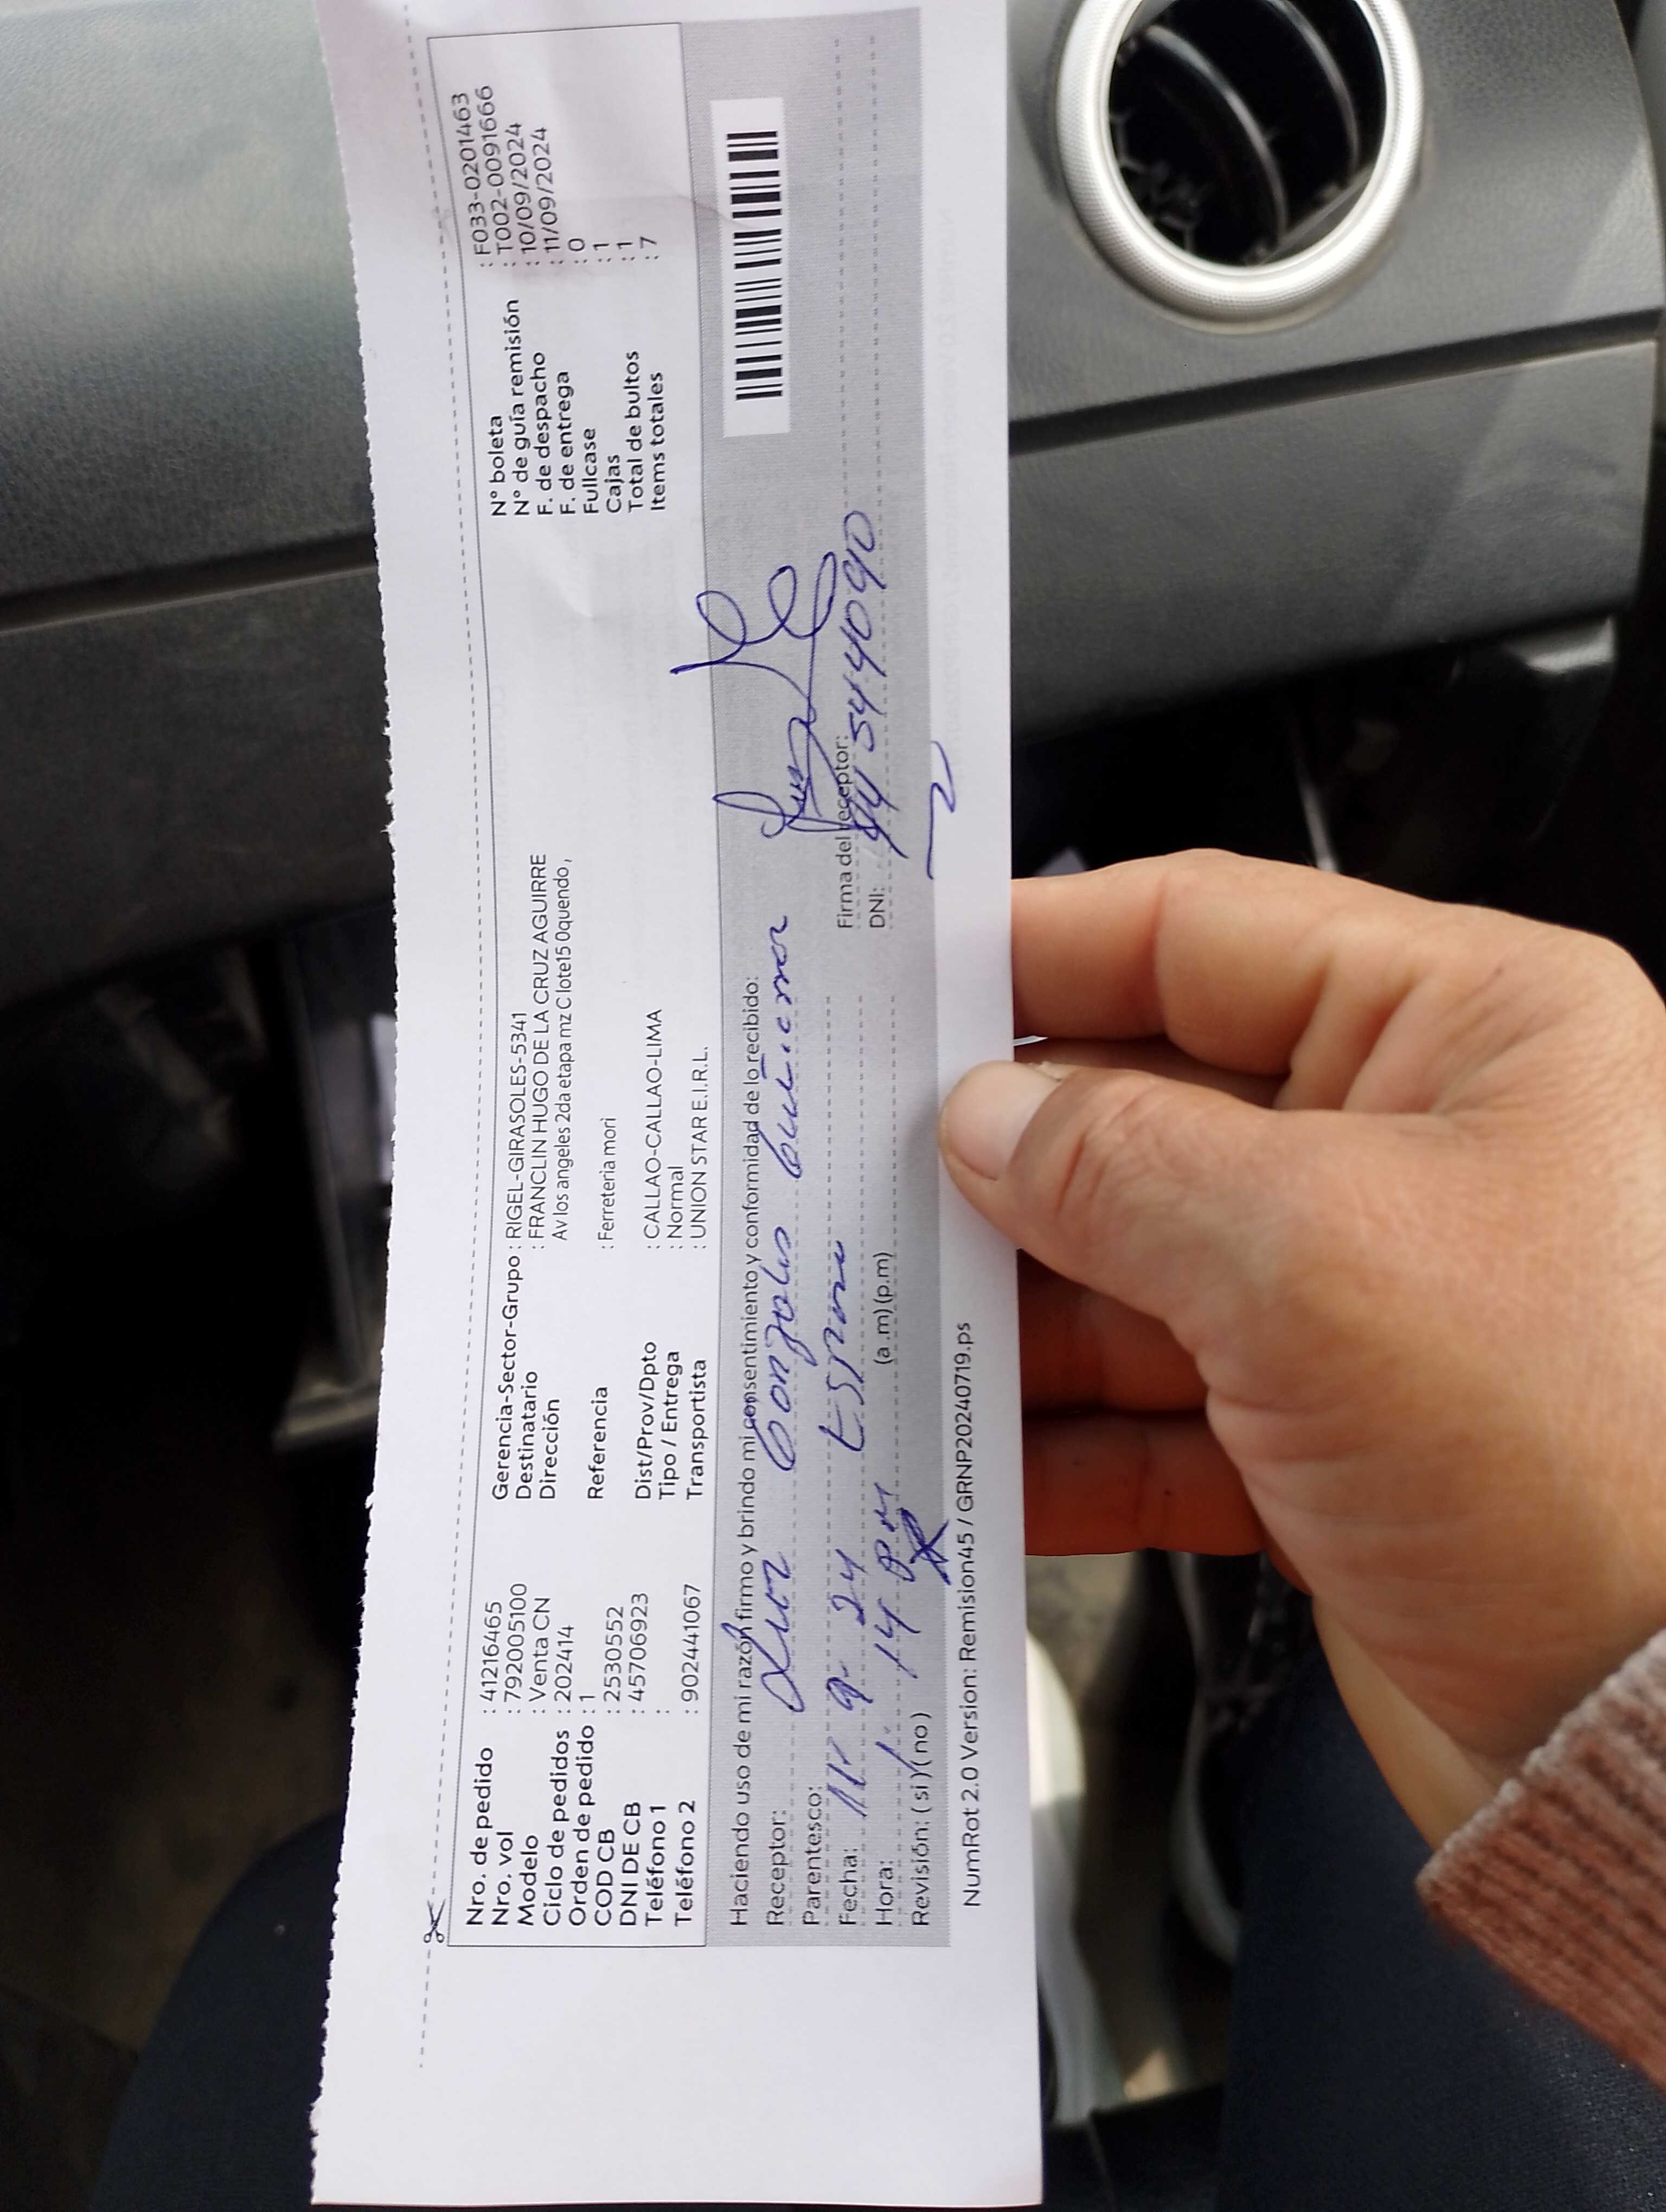 Nro. de pedido : 41216465
Nro. vol : 792005100
Modelo : Venta CN
Ciclo de pedidos : 202414
Orden de pedido : 1
COD CB : 2530552
DNI DE CB : 45706923
Teléfono 1 :
Teléfono 2 : 902441067
Gerencia-Sector-Grupo : RIGEL-GIRASOLES-5341
Destinatario : FRANCLIN HUGO DE LA CRUZ AGUIRRE
Dirección Av los angeles 2da etapa mz C lote15 Oquendo,
Referencia : Ferreteria mori
Dist/Prov/Dpto : CALLAO-CALLAO-LIMA
Tipo / Entrega : Normal
Transportista : UNION STAR E.I.R.L.
N° boleta : F033-0201463
N° de guía remisión : T002-0091666
F. de despacho : 10/09/2024
F. de entrega : 11/09/2024
Fullcase : 0
Cajas : 1
Total de bultos : 1
Items totales : 7
Haciendo uso de mi razón firmo y brindo mi consentimiento y conformidad de lo recibido:
Receptor: Luz Gonzales
Parentesco:
Fecha: 11- 9- 24
Hora: 1. 14 Pm (a .m)(p.m)
Revisión: ( si )( no )
Firma del receptor:
DNI: 44544090
NumRot 2.0 Version: Remision45 / GRNP20240719.ps